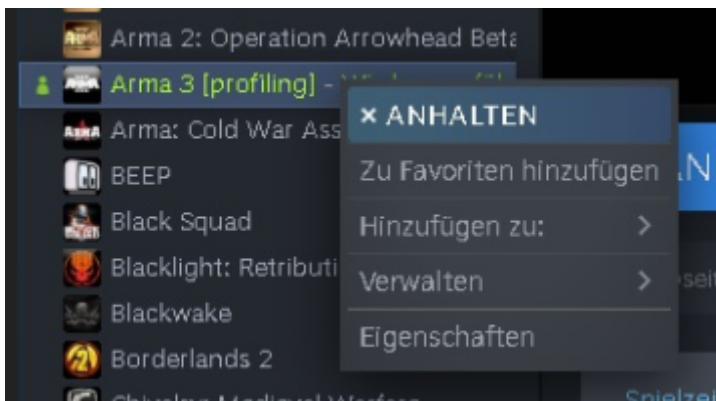 Arma 2: Operation Arrowhead Beta
Arma 3 [profiling] -
× ANHALTEN
Arma: Cold War Ass
Zu Favoriten hinzufügen
BEEP
Hinzufügen zu:
Black Squad
Blacklight: Retributi
Verwalten
Blackwake
Eigenschaften
Borderlands 2